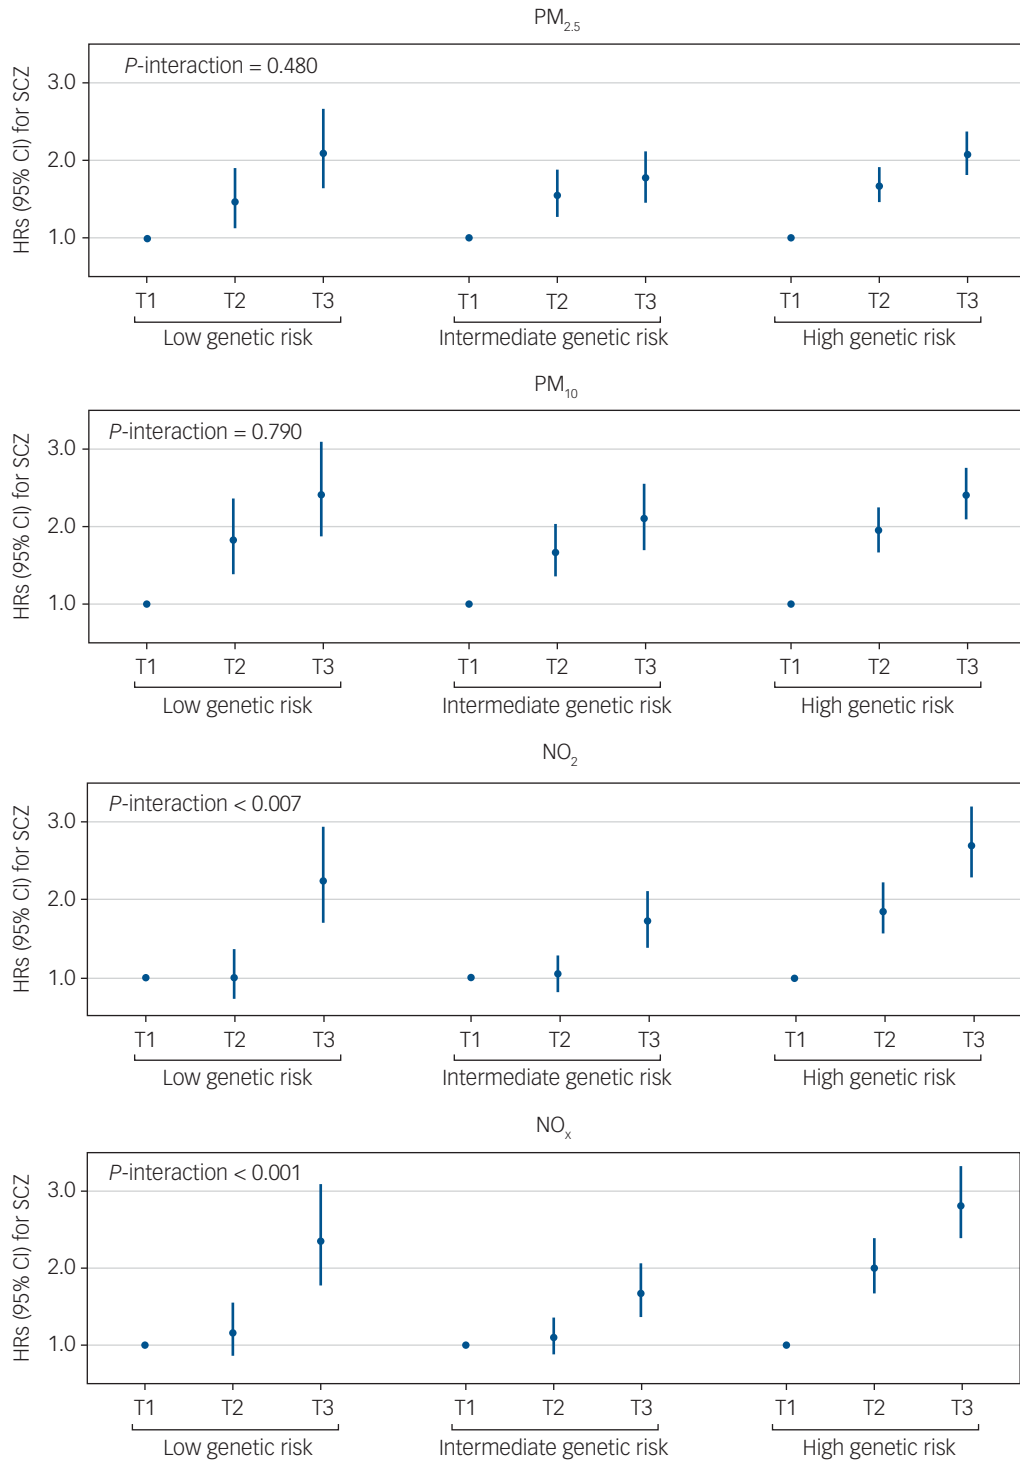 PM2.5
P-interaction = 0.480
HRs (95% CI) for SCZ
3.0
2.0
1.0
T1 T2 T3 T1 T2 T3 T1 T2 T3
Low genetic risk Intermediate genetic risk High genetic risk
PM10
P-interaction = 0.790
HRs (95% CI) for SCZ
3.0
2.0
1.0
T1 T2 T3 T1 T2 T3 T1 T2 T3
Low genetic risk Intermediate genetic risk High genetic risk
NO2
P-interaction < 0.007
HRs (95% CI) for SCZ
3.0
2.0
1.0
T1 T2 T3 T1 T2 T3 T1 T2 T3
Low genetic risk Intermediate genetic risk High genetic risk
NOx
P-interaction < 0.001
HRs (95% CI) for SCZ
3.0
2.0
1.0
T1 T2 T3 T1 T2 T3 T1 T2 T3
Low genetic risk Intermediate genetic risk High genetic risk